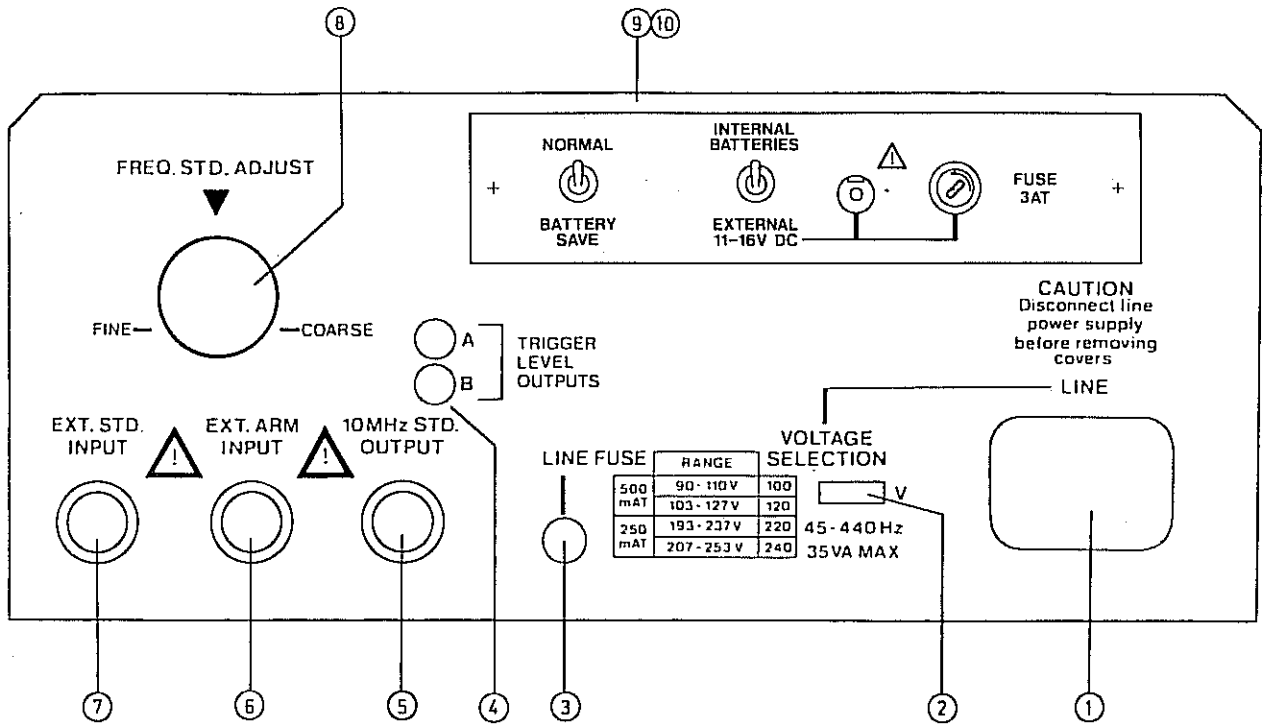 8
9 10
FREQ. STD. ADJUST
FINE
COARSE
NORMAL
BATTERY
SAVE
INTERNAL
BATTERIES
EXTERNAL
11-16V DC
!
FUSE
3AT
+
+
CAUTION
Disconnect line
power supply
before removing
covers
LINE
A
B
TRIGGER
LEVEL
OUTPUTS
EXT. STD.
INPUT
!
EXT. ARM
INPUT
!
10MHz STD.
OUTPUT
LINE FUSE
VOLTAGE
SELECTION
RANGE
500
mAT
90-110V 100
103-127V 120
250
mAT
193-237V 220
207-253V 240
V
45-440Hz
35VA MAX
7
6
5
4
3
2
1